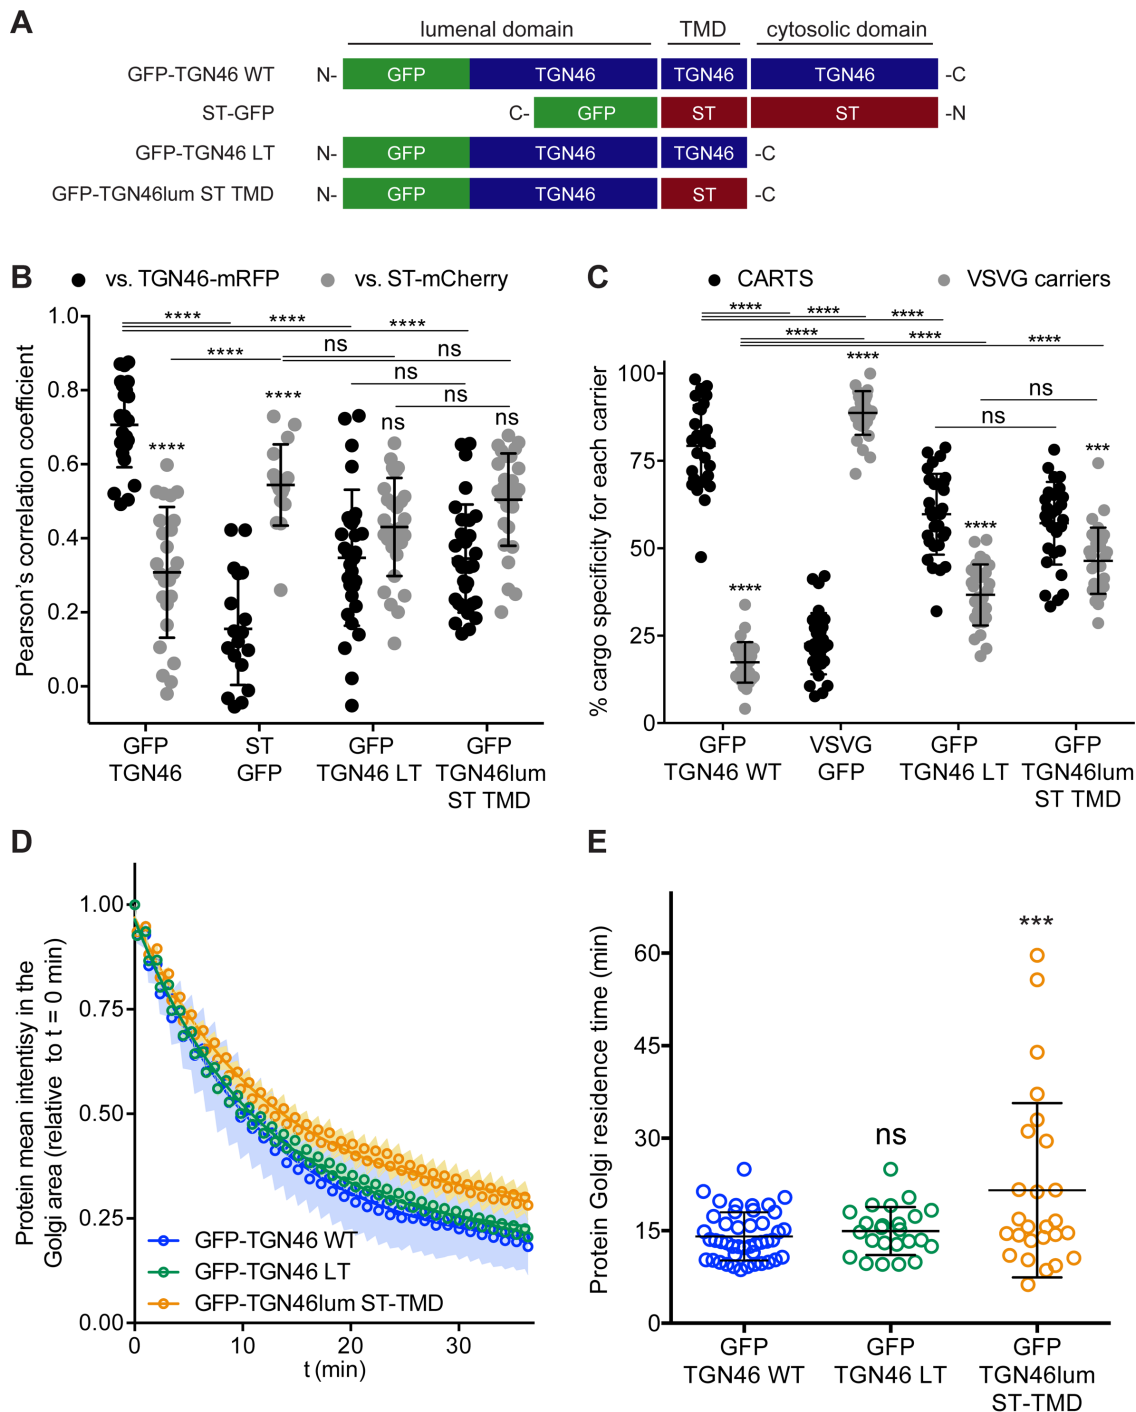 A
lumenal domain TMD cytosolic domain
GFP-TGN46 WT N- GFP TGN46 TGN46 TGN46 -C
ST-GFP C- GFP ST ST -N
GFP-TGN46 LT N- GFP TGN46 TGN46 -C
GFP-TGN46lum ST TMD N- GFP TGN46 ST -C
B
vs. TGN46-mRFP vs. ST-mCherry
Pearson's correlation coefficient
1.0
0.8
0.6
0.4
0.2
0.0
**** **** ****
**** ns ns
ns
ns
**** **** ns ns
GFP TGN46
ST GFP
GFP TGN46 LT
GFP TGN46lum ST TMD
C
CARTS VSVG carriers
% cargo specificity for each carrier
100
75
50
25
0
**** **** ****
**** **** ****
ns
ns
**** **** **** ***
GFP TGN46 WT
VSVG GFP
GFP TGN46 LT
GFP TGN46lum ST TMD
D
Protein mean intentisy in the
Golgi area (relative to t = 0 min)
1.00
0.75
0.50
0.25
0.00
GFP-TGN46 WT
GFP-TGN46 LT
GFP-TGN46lum ST-TMD
0 10 20 30
t (min)
E
Protein Golgi residence time (min)
60
45
30
15
0
ns ***
GFP TGN46 WT
GFP TGN46 LT
GFP TGN46lum ST-TMD